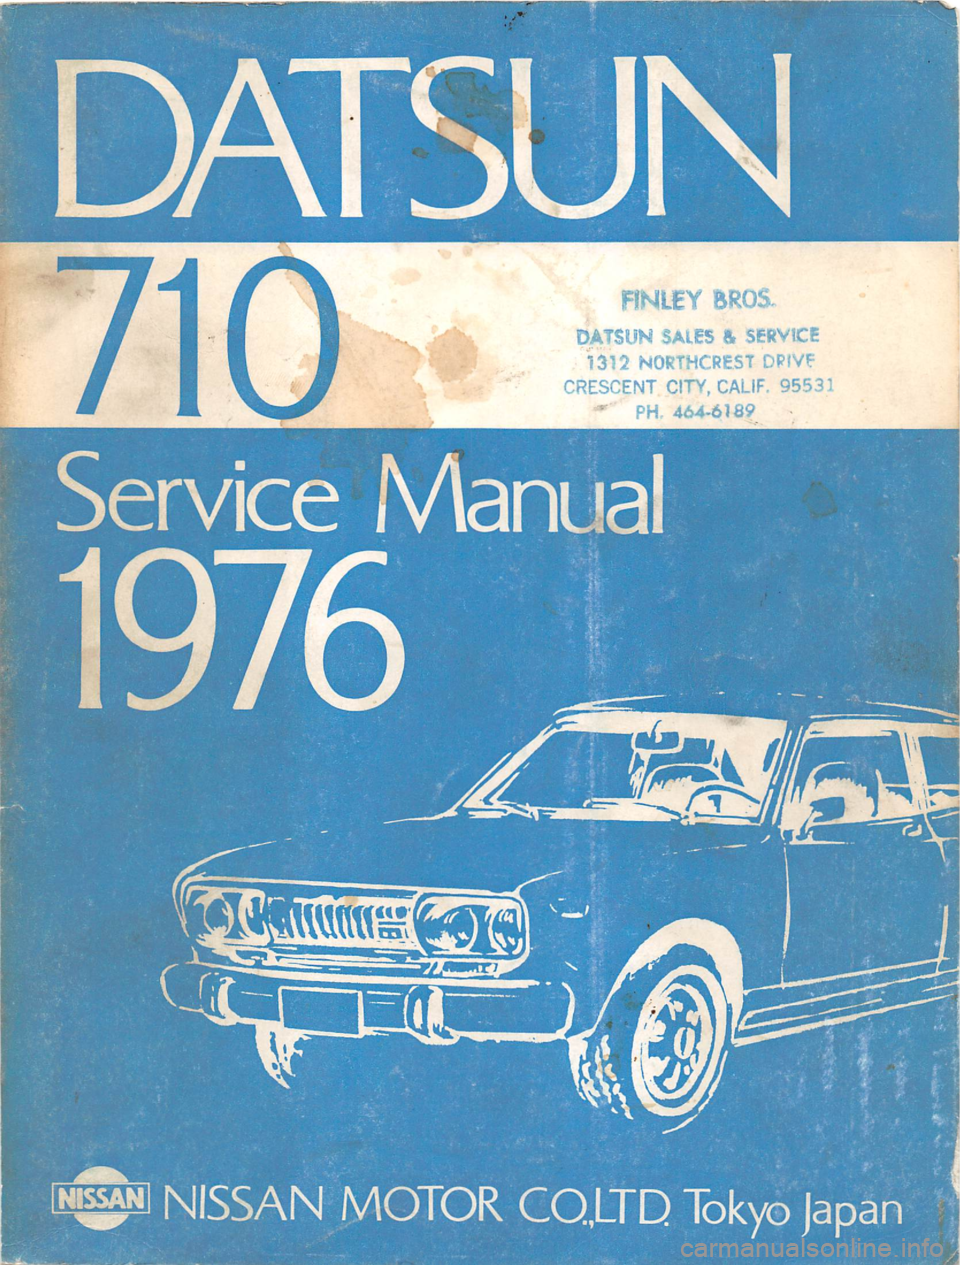 DATSUN
710
FINLEY BROS.
DATSUN SALES & SERVICE
1312 NORTHCREST DRIVE
CRESCENT CITY, CALIF. 95531
PH. 464-6189
Service Manual
1976
NISSAN
NISSAN MOTOR CO.,LTD. Tokyo Japan
carmanualsonline.info